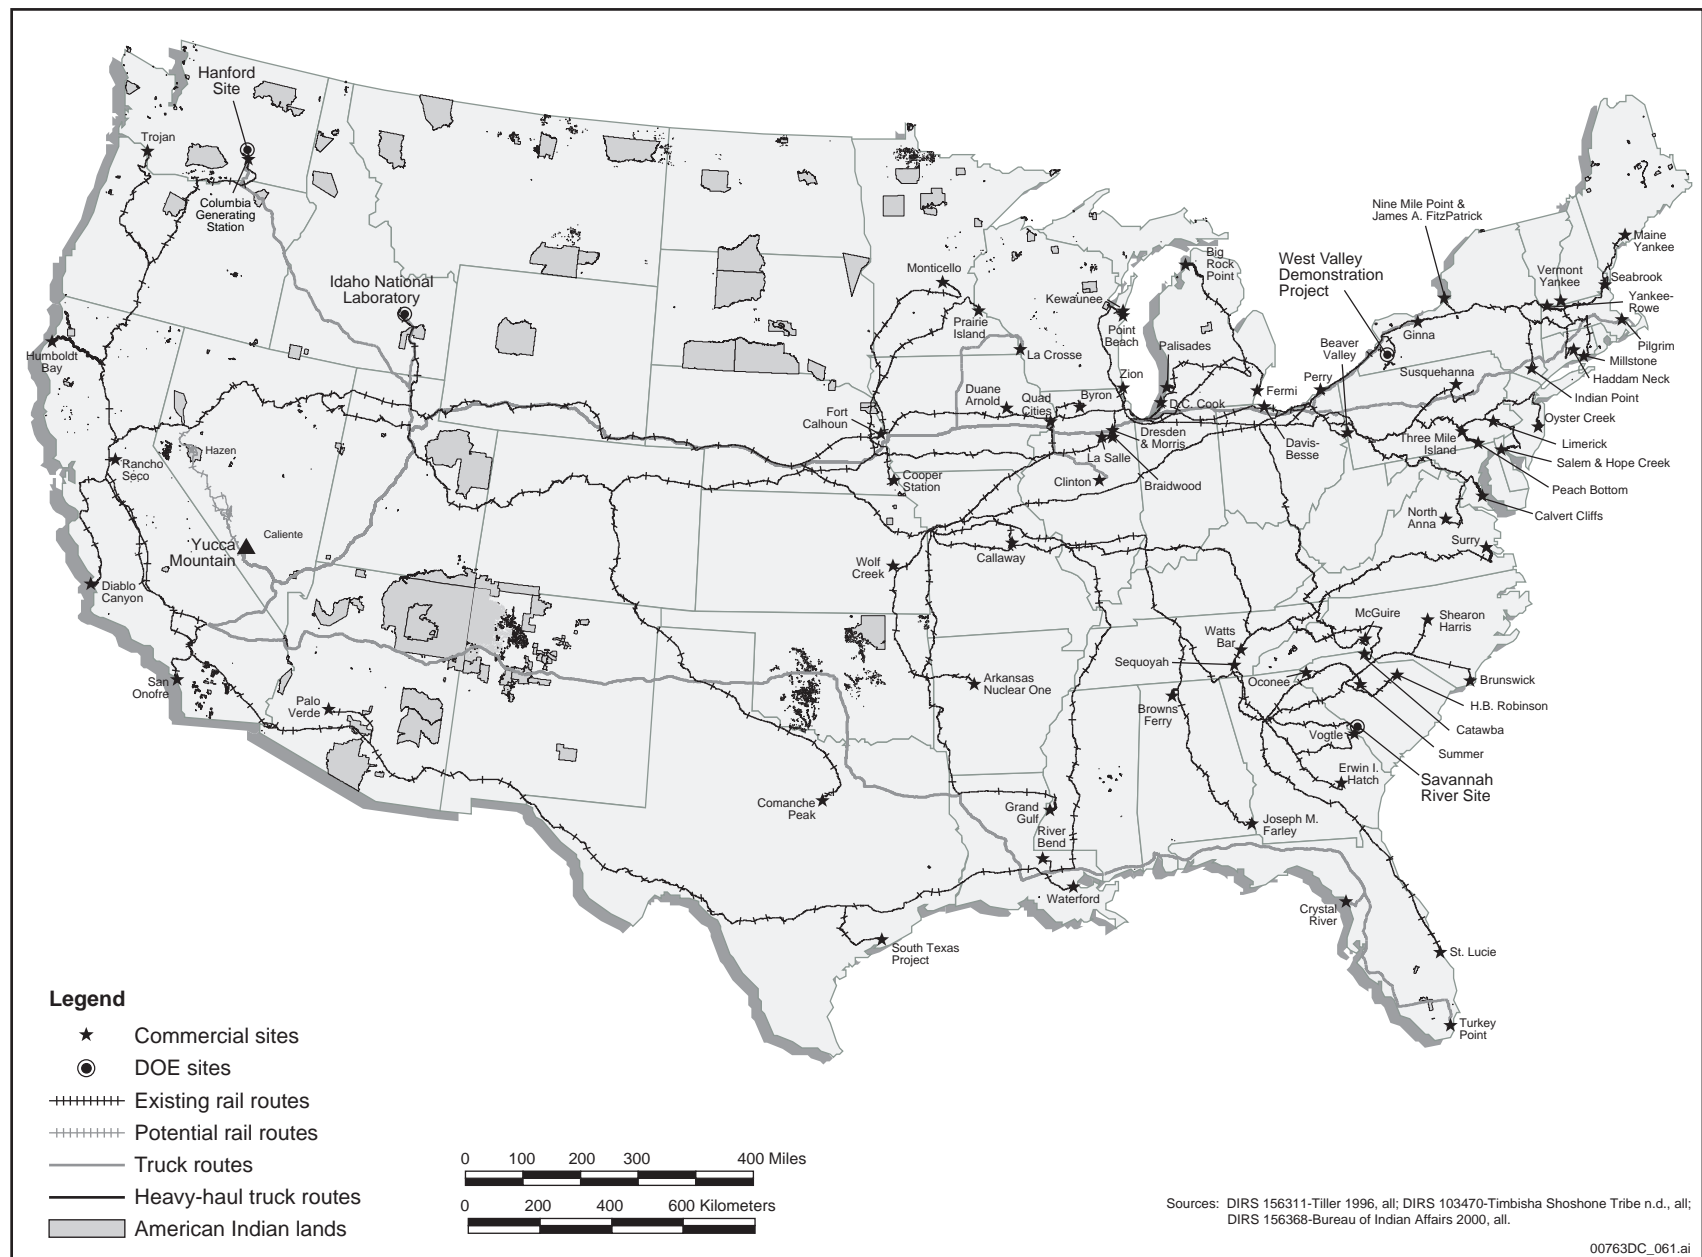 Hanford
Site
Trojan
Columbia
Generating
Station
Idaho National
Laboratory
Humboldt
Bay
Rancho
Seco
Hazen
Yucca
Mountain
Caliente
Diablo
Canyon
San
Onofre
Palo
Verde
Monticello
Prairie
Island
La Crosse
Kewaunee
Point
Beach
Big
Rock
Point
Palisades
Zion
Duane
Arnold
Quad
Cities
Byron
D.C. Cook
Fort
Calhoun
Cooper
Station
Dresden
& Morris
La Salle
Clinton
Braidwood
Wolf
Creek
Callaway
Arkansas
Nuclear One
Comanche
Peak
Grand
Gulf
River
Bend
Waterford
South Texas
Project
Nine Mile Point &
James A. FitzPatrick
West Valley
Demonstration
Project
Maine
Yankee
Vermont
Yankee
Seabrook
Yankee-
Rowe
Ginna
Pilgrim
Beaver
Valley
Millstone
Susquehanna
Haddam Neck
Perry
Fermi
Indian Point
Oyster Creek
Davis-
Besse
Three Mile
Island
Limerick
Salem & Hope Creek
Peach Bottom
Calvert Cliffs
North
Anna
Surry
McGuire
Shearon
Harris
Watts
Bar
Sequoyah
Oconee
Brunswick
H.B. Robinson
Catawba
Browns
Ferry
Vogtle
Summer
Erwin I.
Hatch
Savannah
River Site
Joseph M.
Farley
Crystal
River
St. Lucie
Turkey
Point
Legend
Commercial sites
DOE sites
Existing rail routes
Potential rail routes
Truck routes
Heavy-haul truck routes
American Indian lands
0 100 200 300 400 Miles
0 200 400 600 Kilometers
Sources: DIRS 156311-Tiller 1996, all; DIRS 103470-Timbisha Shoshone Tribe n.d., all;
DIRS 156368-Bureau of Indian Affairs 2000, all.
00763DC_061.ai